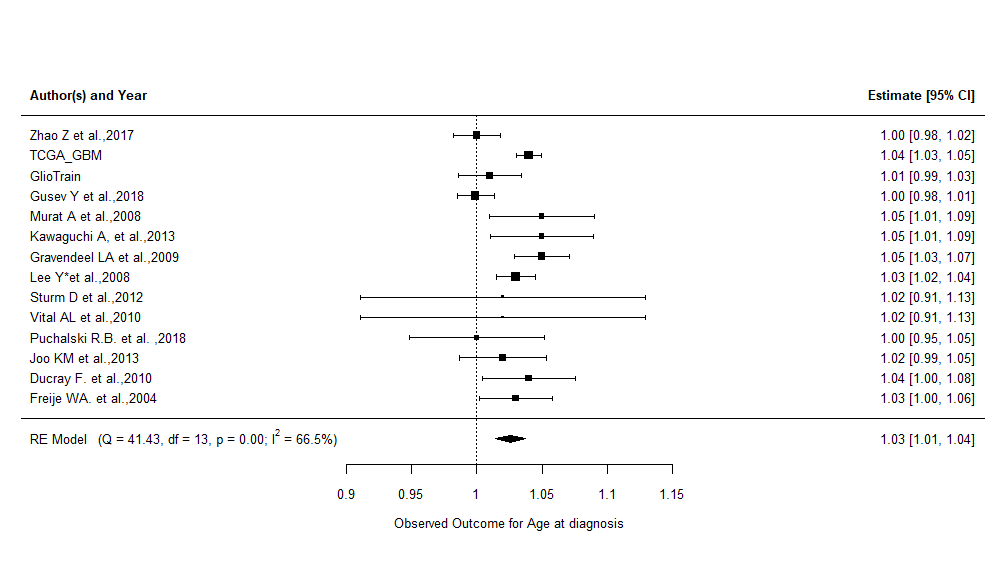 Author(s) and Year Estimate [95% CI]
Zhao Z et al.,2017 1.00 [0.98, 1.02]
TCGA_GBM 1.04 [1.03, 1.05]
GlioTrain 1.01 [0.99, 1.03]
Gusev Y et al.,2018 1.00 [0.98, 1.01]
Murat A et al.,2008 1.05 [1.01, 1.09]
Kawaguchi A, et al.,2013 1.05 [1.01, 1.09]
Gravendeel LA et al.,2009 1.05 [1.03, 1.07]
Lee Y*et al.,2008 1.03 [1.02, 1.04]
Sturm D et al.,2012 1.02 [0.91, 1.13]
Vital AL et al.,2010 1.02 [0.91, 1.13]
Puchalski R.B. et al. ,2018 1.00 [0.95, 1.05]
Joo KM et al.,2013 1.02 [0.99, 1.05]
Ducray F. et al.,2010 1.04 [1.00, 1.08]
Freije WA. et al.,2004 1.03 [1.00, 1.06]
RE Model (Q = 41.43, df = 13, p = 0.00; I² = 66.5%) 1.03 [1.01, 1.04]
0.9 0.95 1 1.05 1.1 1.15
Observed Outcome for Age at diagnosis